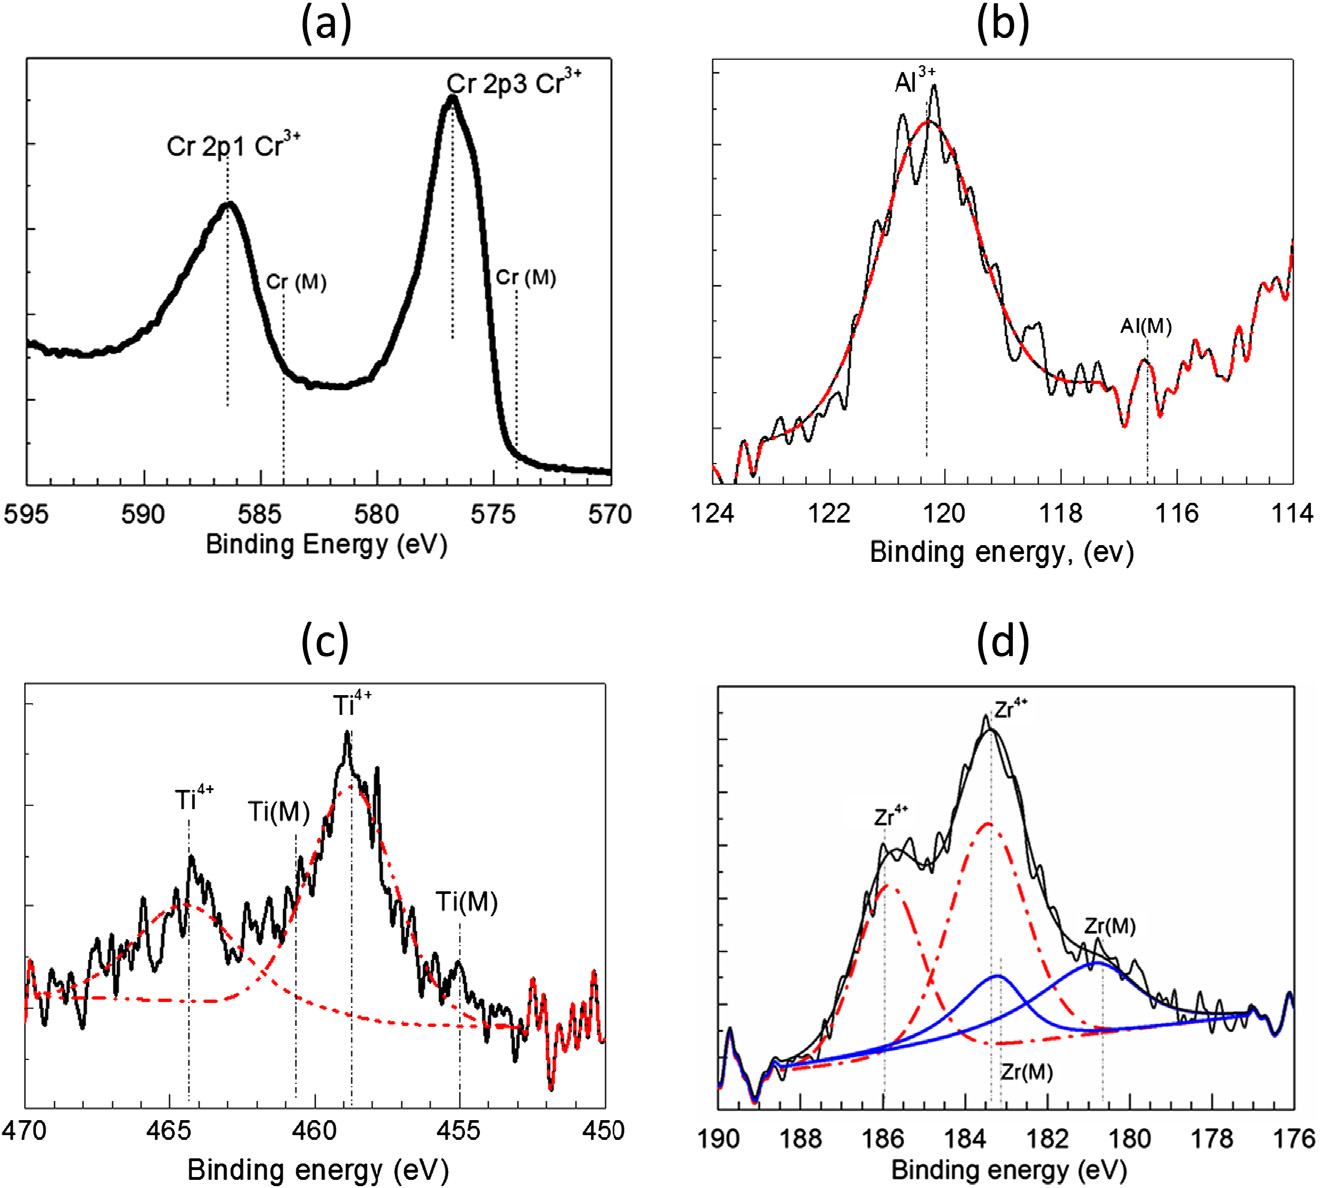 (a)
Cr 2p3 Cr³⁺
Cr 2p1 Cr³⁺
Cr (M)
Cr (M)
595 590 585 580 575 570
Binding Energy (eV)
(b)
Al³⁺
Al(M)
124 122 120 118 116 114
Binding energy, (ev)
(c)
Ti⁴⁺
Ti⁴⁺
Ti(M)
Ti(M)
470 465 460 455 450
Binding energy (eV)
(d)
Zr⁴⁺
Zr⁴⁺
Zr(M)
Zr(M)
190 188 186 184 182 180 178 176
Binding energy (eV)